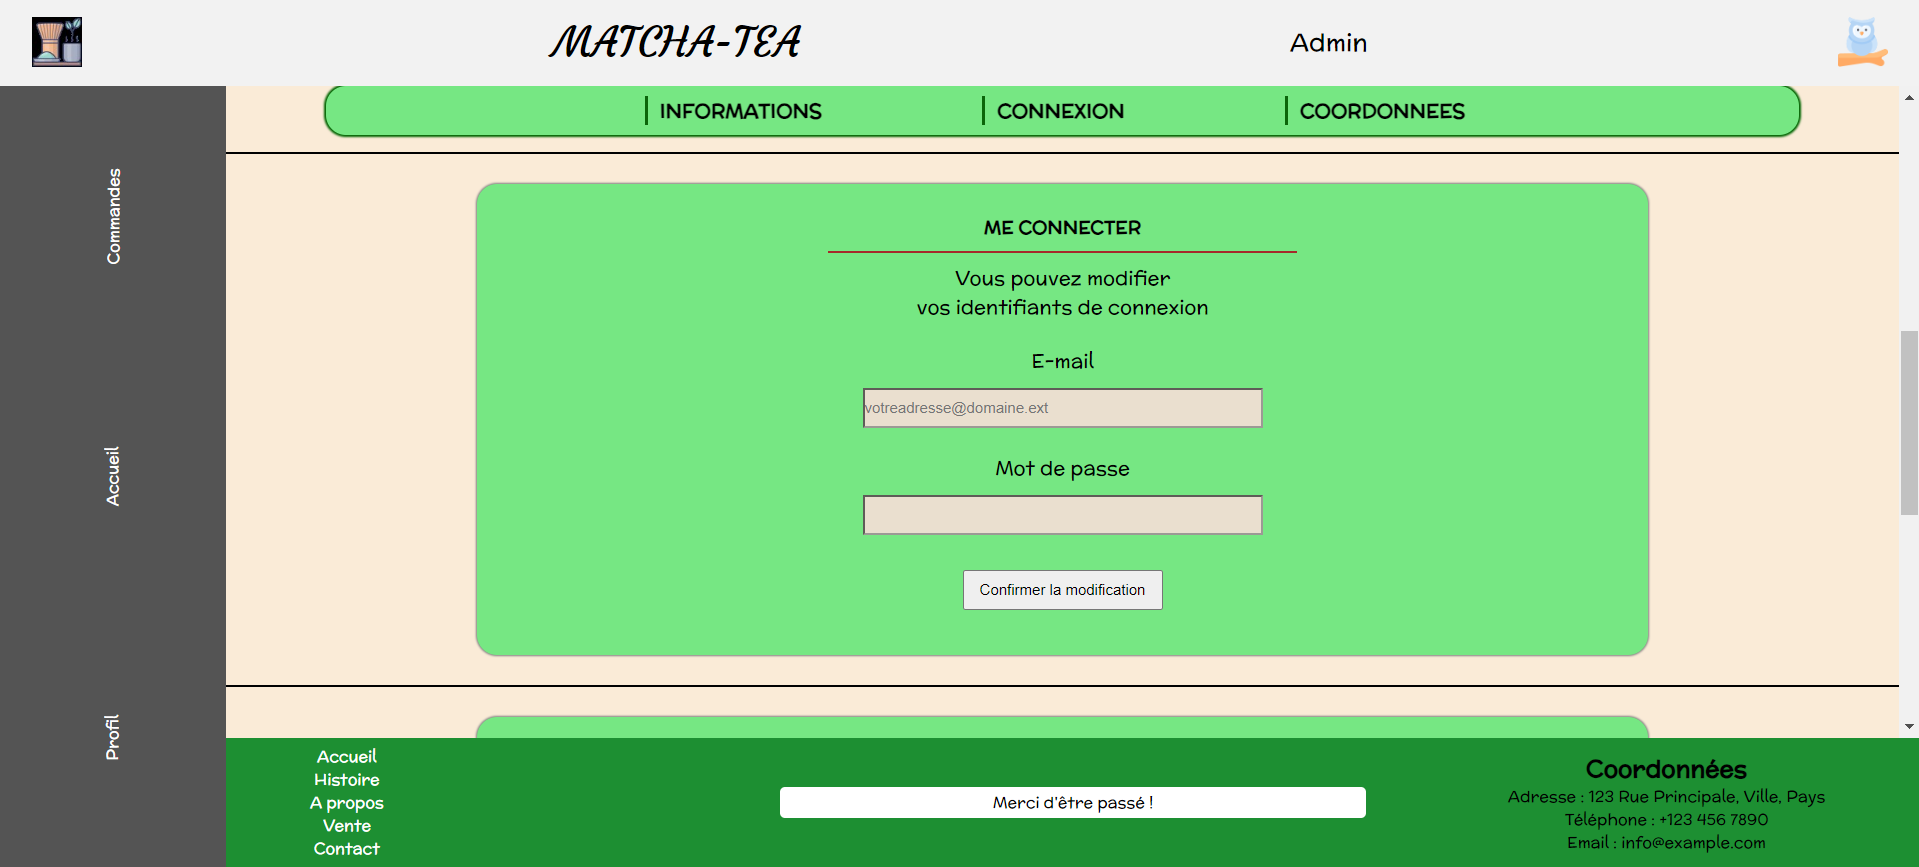 MATCHA-TEA
Admin
INFORMATIONS
CONNEXION
COORDONNEES
Commandes
Accueil
Profil
ME CONNECTER
Vous pouvez modifier
vos identifiants de connexion
E-mail
votreadresse@domaine.ext
Mot de passe
Confirmer la modification
Accueil
Histoire
A propos
Vente
Contact
Merci d'être passé !
Coordonnées
Adresse : 123 Rue Principale, Ville, Pays
Téléphone : +123 456 7890
Email : info@example.com